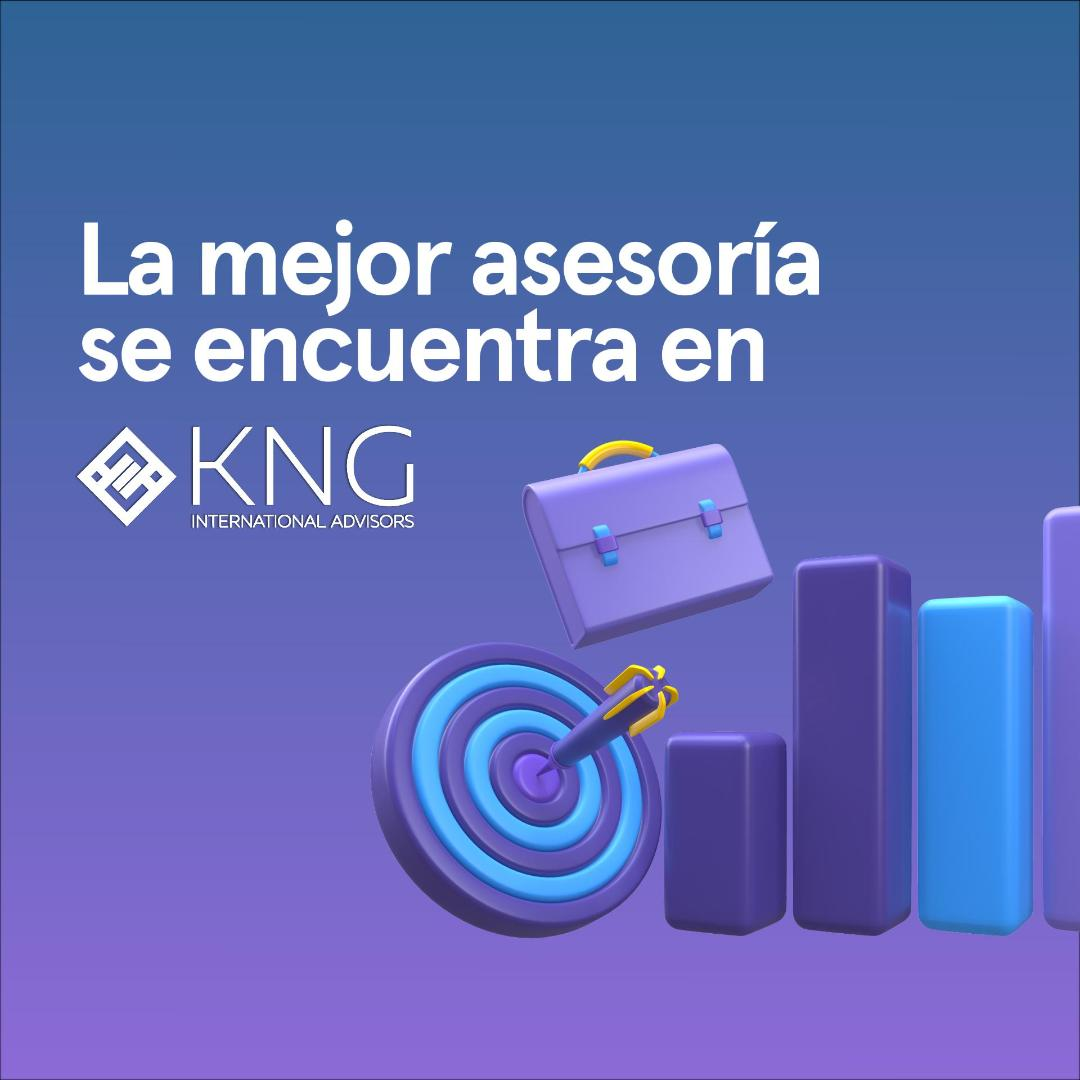 La mejor asesoría
se encuentra en
KNG
INTERNATIONAL ADVISORS